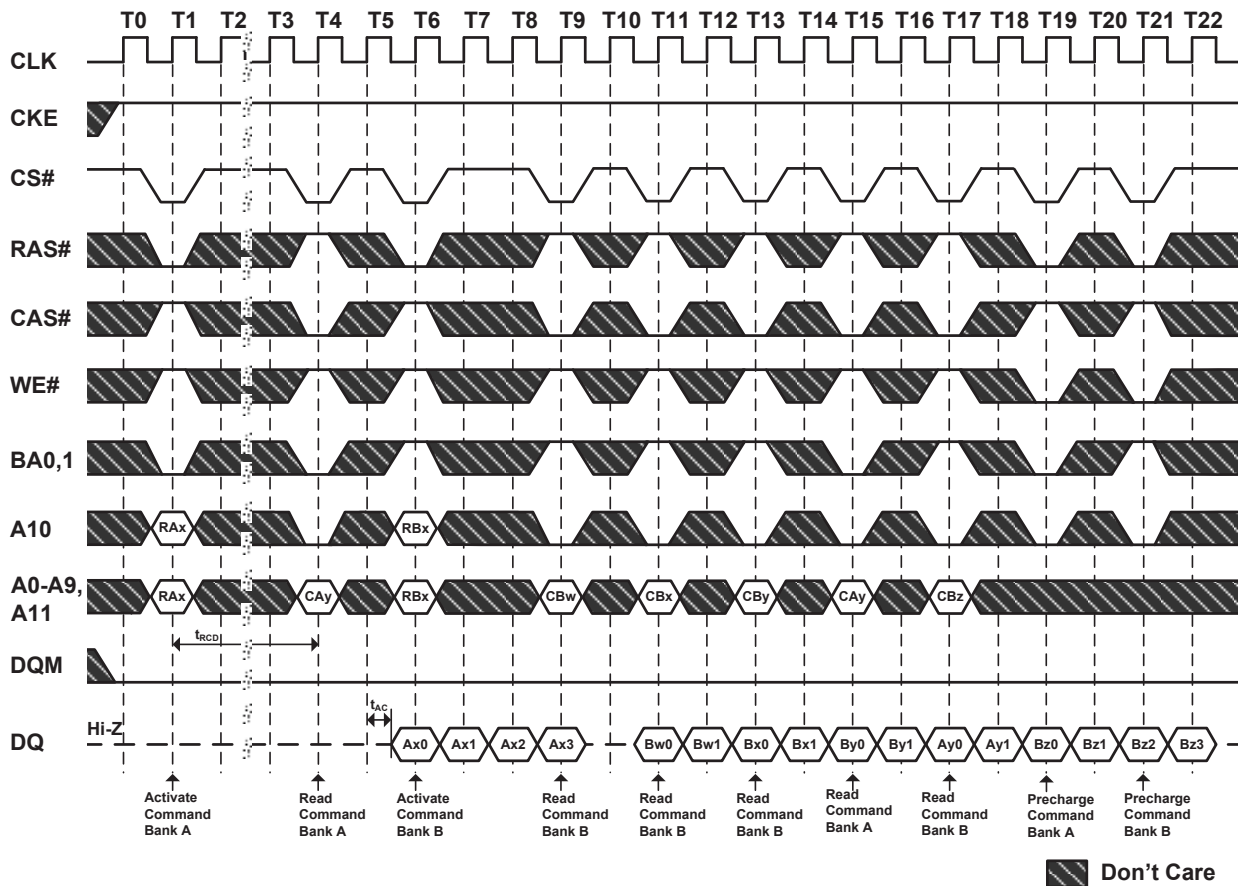 T0 T1 T2 T3 T4 T5 T6 T7 T8 T9 T10 T11 T12 T13 T14 T15 T17 T18 T19 T20 T21 T22
CLK
CKE
CS#
RAS#
CAS#
WE#
BA0,1
A10 RAx RBx
A0-A9,
A11
RAx CAy RBx CBw CBx CBy CAy CBz
tRCD
DQM
tAC
Hi-Z
DQ
Ax0 Ax1 Ax2 Ax3 Bw0 Bw1 Bx0 Bx1 By0 By1 Ay0 Ay1 Bz0 Bz1 Bz2 Bz3
Activate
Command
Bank A
Read
Command
Bank A
Activate
Command
Bank B
Read
Command
Bank B
Read
Command
Bank B
Read
Command
Bank B
Read
Command
Bank A
Read
Command
Bank B
Precharge
Command
Bank A
Precharge
Command
Bank B
Don't Care